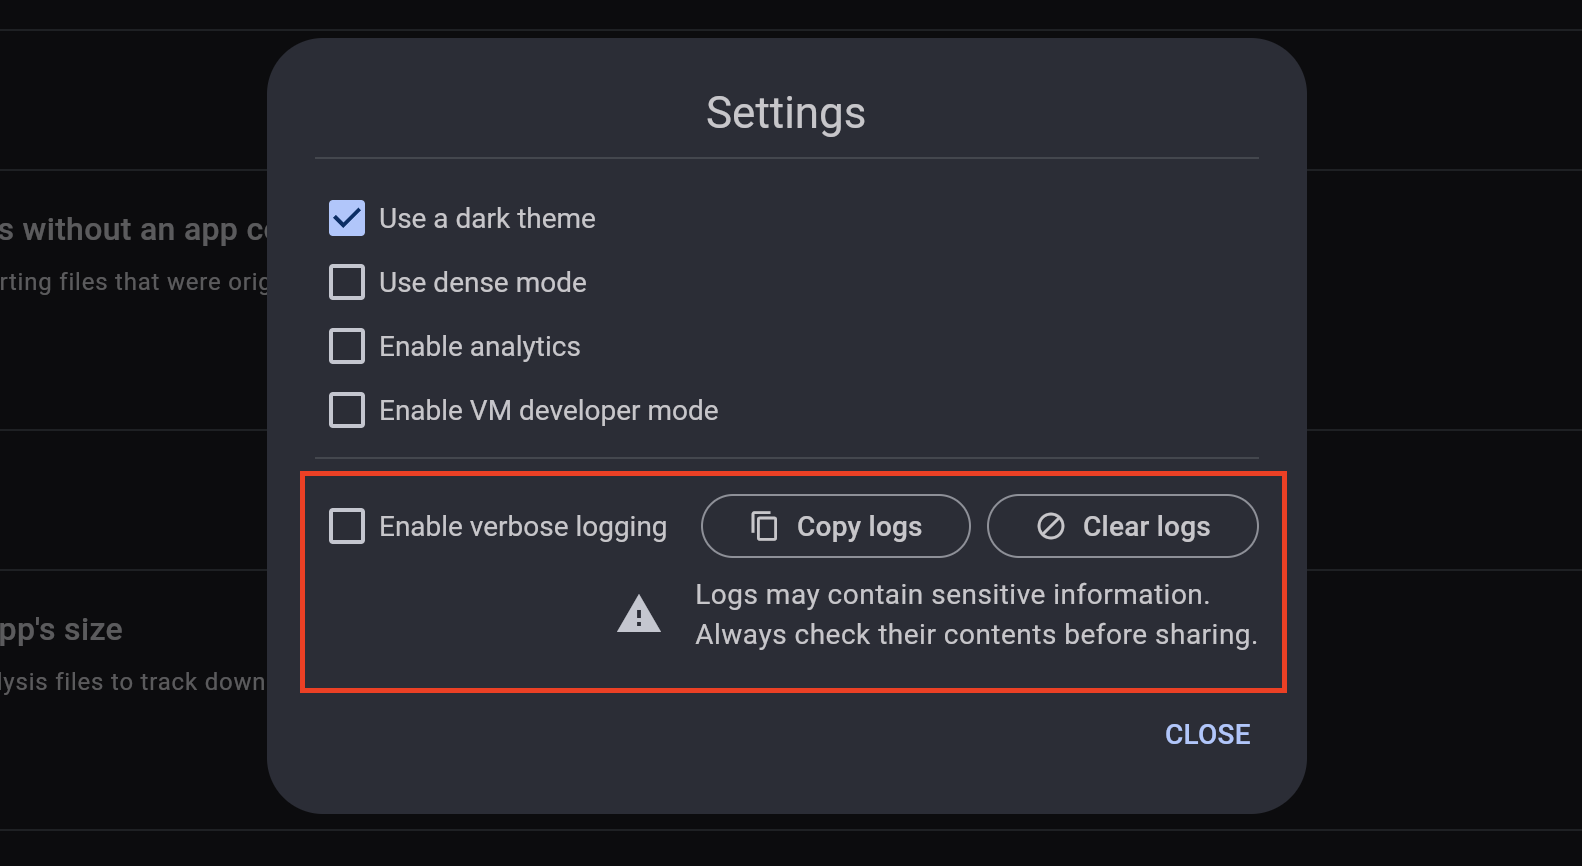 Settings
Use a dark theme
s without an app
Use dense mode
rting files that were
Enable analytics
Enable VM developer mode
Enable verbose logging
Copy logs
Clear logs
Logs may contain sensitive information.
Always check their contents before sharing.
pp's size
lysis files to track down
CLOSE